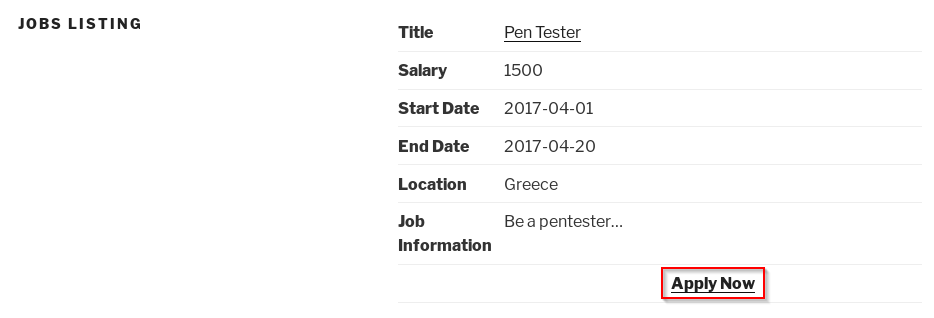 JOBS LISTING
Title Pen Tester
Salary 1500
Start Date 2017-04-01
End Date 2017-04-20
Location Greece
Job Be a pentester...
Information
Apply Now